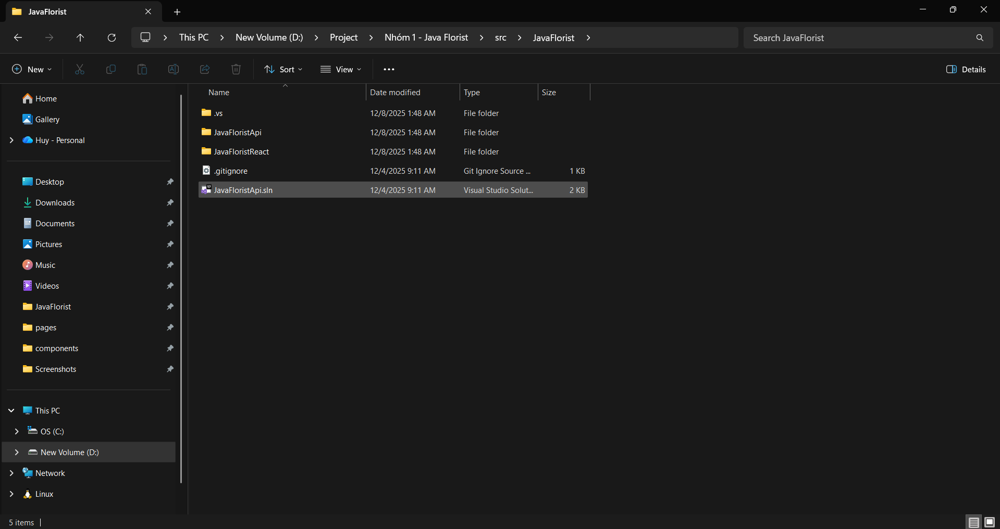 JavaFlorist
This PC > New Volume (D:) > Project > Nhóm 1 - Java Florist > src > JavaFlorist >
Search JavaFlorist
New
Sort
View
Details
Home
Gallery
Huy - Personal
Desktop
Downloads
Documents
Pictures
Music
Videos
JavaFlorist
pages
components
Screenshots
This PC
OS (C:)
New Volume (D:)
Network
Linux
Name Date modified Type Size
.vs 12/8/2025 1:48 AM File folder
JavaFloristApi 12/8/2025 1:48 AM File folder
JavaFloristReact 12/8/2025 1:48 AM File folder
.gitignore 12/4/2025 9:11 AM Git Ignore Source ... 1 KB
JavaFloristApi.sln 12/4/2025 9:11 AM Visual Studio Solut... 2 KB
5 items